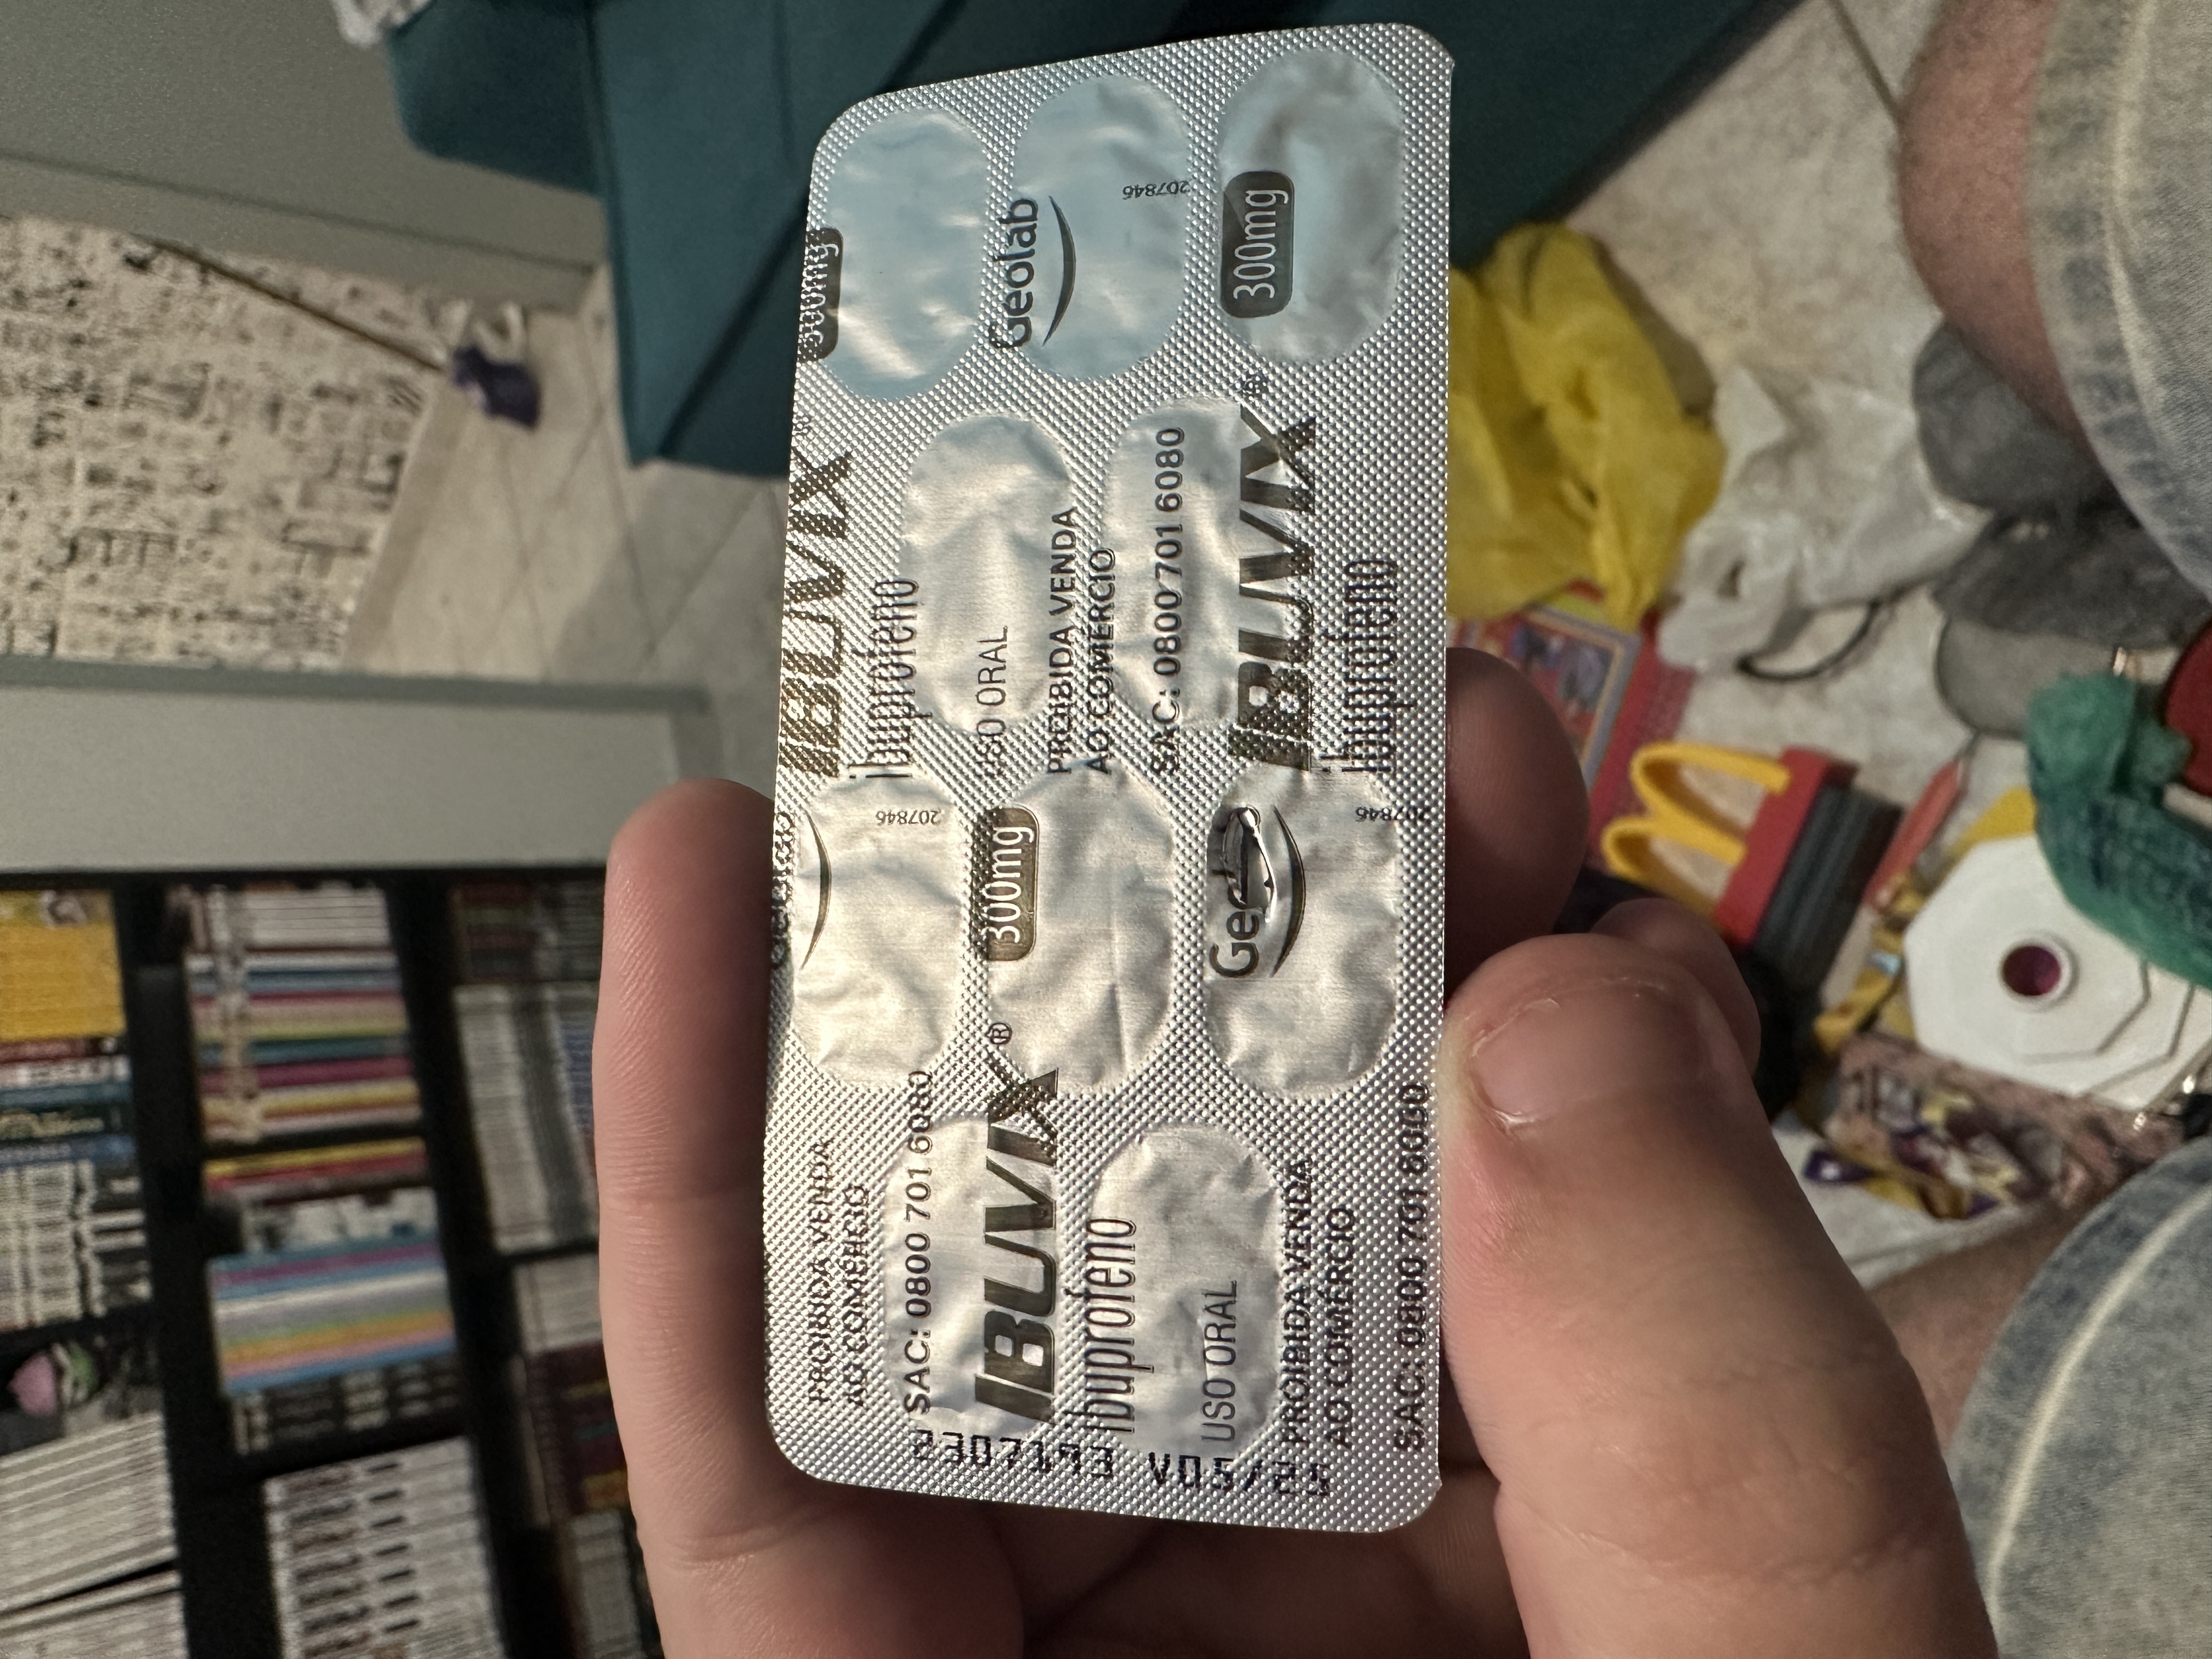 PROIBIDA VENDA
AO COMÉRCIO
SAC: 0800 701 6080
IBUVIX®
300mg
ibuprofeno
USO ORAL
PROIBIDA VENDA
AO COMÉRCIO
SAC: 0800 701 6080
Geolab
207846
207846
IBUVIX®
300mg
ibuprofeno
USO ORAL
PROIBIDA VENDA
AO COMÉRCIO
SAC: 0800 701 6080
Geolab
207846
IBUVIX®
300mg
ibuprofeno